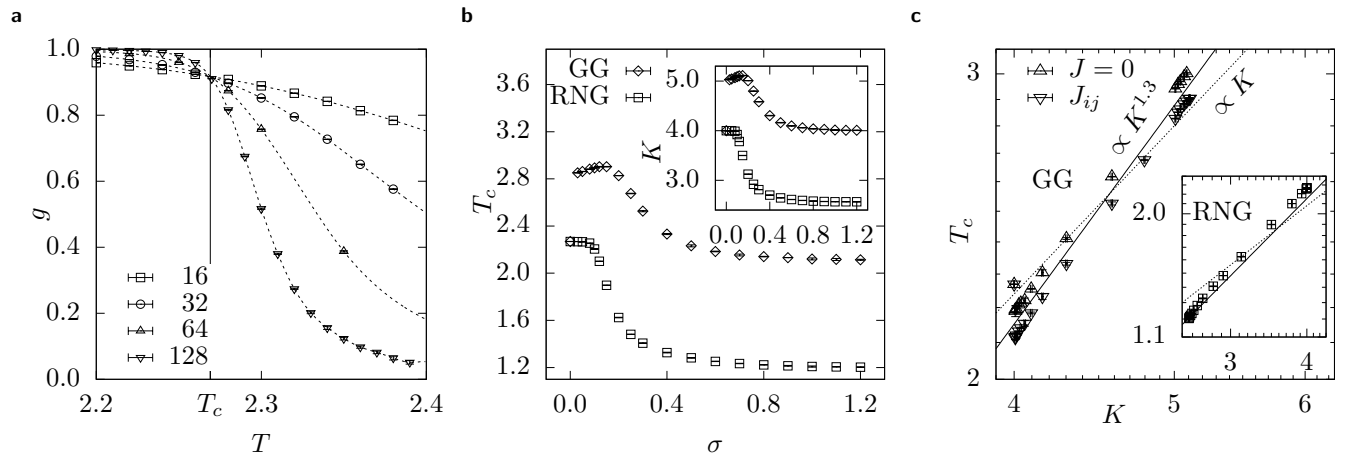 a
1.0
0.8
0.6
0.4
0.2
0.0
g
16
32
64
128
2.2
T_c
2.3
2.4
T
b
GG
RNG
3.6
3.2
2.8
2.4
2.0
1.6
1.2
T_c
5.0
4.0
3.0
K
0.0 0.4 0.8 1.2
0.0
0.4
0.8
1.2
σ
c
3
2
T_c
J = 0
J_{ij}
∝ K^{1.3}
∝ K
GG
RNG
2.0
1.1
3
4
4
5
6
K